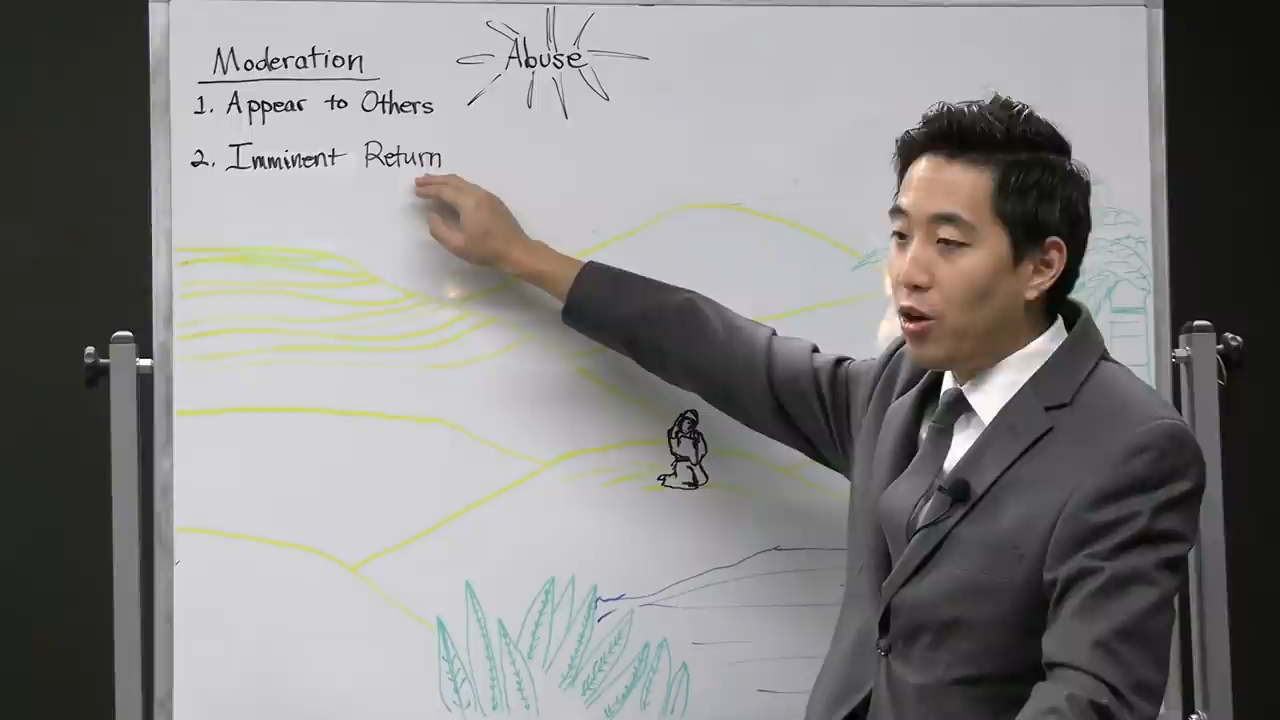 Moderation
Abuse
1. Appear to Others
2. Imminent Return